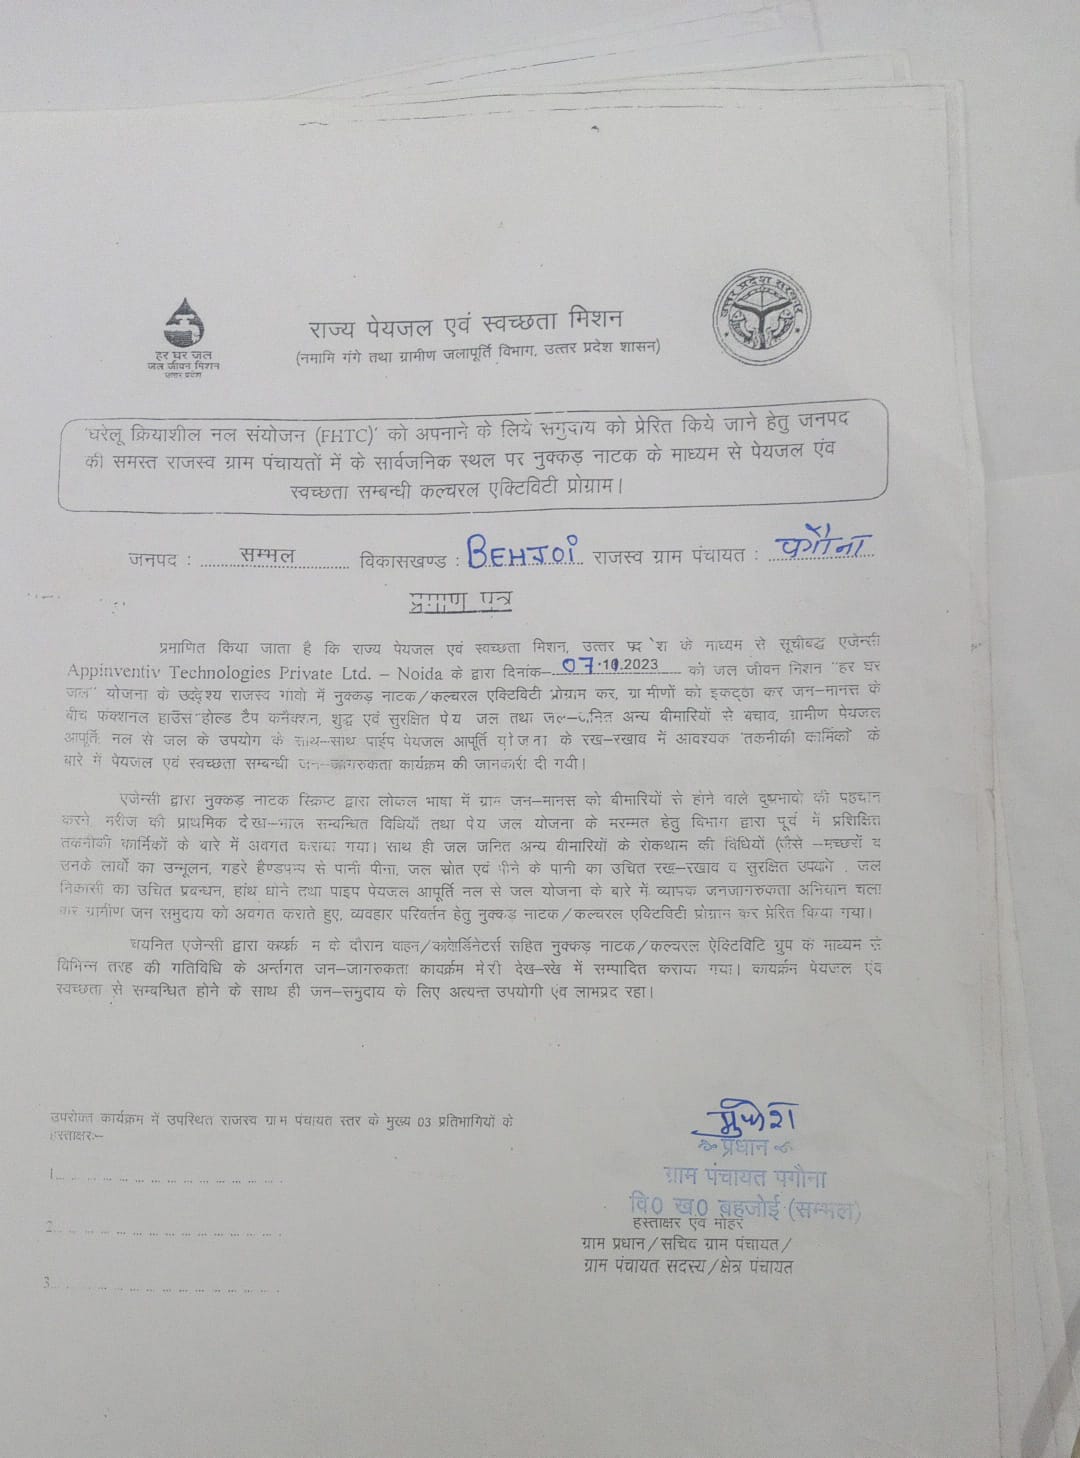 हर घर जल
जल जीवन मिशन
उत्तर प्रदेश
राज्य पेयजल एवं स्वच्छता मिशन
(नमामि गंगे तथा ग्रामीण जलापूर्ति विभाग, उत्तर प्रदेश शासन)
उत्तर प्रदेश सरकार
'घरेलू क्रियाशील नल संयोजन (FHTC)' को अपनाने के लिये समुदाय को प्रेरित किये जाने हेतु जनपद
की समस्त राजस्व ग्राम पंचायतों में के सार्वजनिक स्थल पर नुक्कड़ नाटक के माध्यम से पेयजल एंव
स्वच्छता सम्बन्धी कल्चरल एक्टिविटी प्रोग्राम।
जनपद : सम्भल विकासखण्ड : BEHJOI राजस्व ग्राम पंचायत : पगौना
प्रमाण पत्र
प्रमाणित किया जाता है कि राज्य पेयजल एवं स्वच्छता मिशन, उत्तर प्रदेश के माध्यम से सूचीबद्ध एजेन्सी
Appinventiv Technologies Private Ltd. – Noida के द्वारा दिनांक– 07.10.2023 को जल जीवन मिशन "हर घर
जल" योजना के उद्देश्य राजस्व गांवो में नुक्कड़ नाटक/कल्चरल एक्टिविटी प्रोग्राम कर, ग्रामीणों को इकट्ठा कर जन–मानस के
बीच फंक्शनल हाउस होल्ड टैप कनैक्शन, शुद्ध एवं सुरक्षित पेय जल तथा जल–जनित अन्य बीमारियों से बचाव, ग्रामीण पेयजल
आपूर्ति नल से जल के उपयोग के साथ–साथ पाईप पेयजल आपूर्ति योजना के रख–रखाव में आवश्यक 'तकनीकी कार्मिकों' के
बारे में पेयजल एवं स्वच्छता सम्बन्धी जन–जागरुकता कार्यक्रम की जानकारी दी गयी।
एजेन्सी द्वारा नुक्कड़ नाटक स्क्रिप्ट द्वारा लोकल भाषा में ग्राम जन–मानस को बीमारियों से होने वाले दुष्प्रभावो की पहचान
करने, मरीज की प्राथमिक देख–भाल सम्बन्धित विधियाँ तथा पेय जल योजना के मरम्मत हेतु विभाग द्वारा पूर्व में प्रशिक्षित
तकनीकी कार्मिकों के बारे में अवगत कराया गया। साथ ही जल जनित अन्य बीमारियों के रोकथाम की विधियों (जैसे –मच्छरों व
उनके लार्वो का उन्मूलन, गहरे हैण्डपम्प से पानी पीना, जल स्रोत एवं पीने के पानी का उचित रख–रखाव व सुरक्षित उपयोग, जल
निकासी का उचित प्रबन्धन, हांथ धोने तथा पाइप पेयजल आपूर्ति नल से जल योजना के बारे में व्यापक जनजागरुकता अभियान चला
कर ग्रामीण जन समुदाय को अवगत कराते हुए, व्यवहार परिवर्तन हेतु नुक्कड़ नाटक/कल्चरल एक्टिविटी प्रोग्राम कर प्रेरित किया गया।
चयनित एजेन्सी द्वारा कार्यक्रम के दौरान वाहन/कोर्डिनेटर्स सहित नुक्कड़ नाटक/कल्चरल ऐक्टिविटि ग्रुप के माध्यम से
विभिन्न तरह की गतिविधि के अर्न्तगत जन–जागरुकता कार्यक्रम मेरी देख–रेख में सम्पादित कराया गया। कार्यक्रम पेयजल एंव
स्वच्छता से सम्बन्धित होने के साथ ही जन–समुदाय के लिए अत्यन्त उपयोगी एंव लाभप्रद रहा।
उपरोक्त कार्यक्रम में उपस्थित राजस्व ग्राम पंचायत स्तर के मुख्य 03 प्रतिभागियों के
हस्ताक्षरः–
1.
2.
3.
मुकेश
प्रधान
ग्राम पंचायत पगौना
वि0 ख0 बहजोई (सम्भल)
हस्ताक्षर एवं मोहर
ग्राम प्रधान/सचिव ग्राम पंचायत/
ग्राम पंचायत सदस्य/क्षेत्र पंचायत